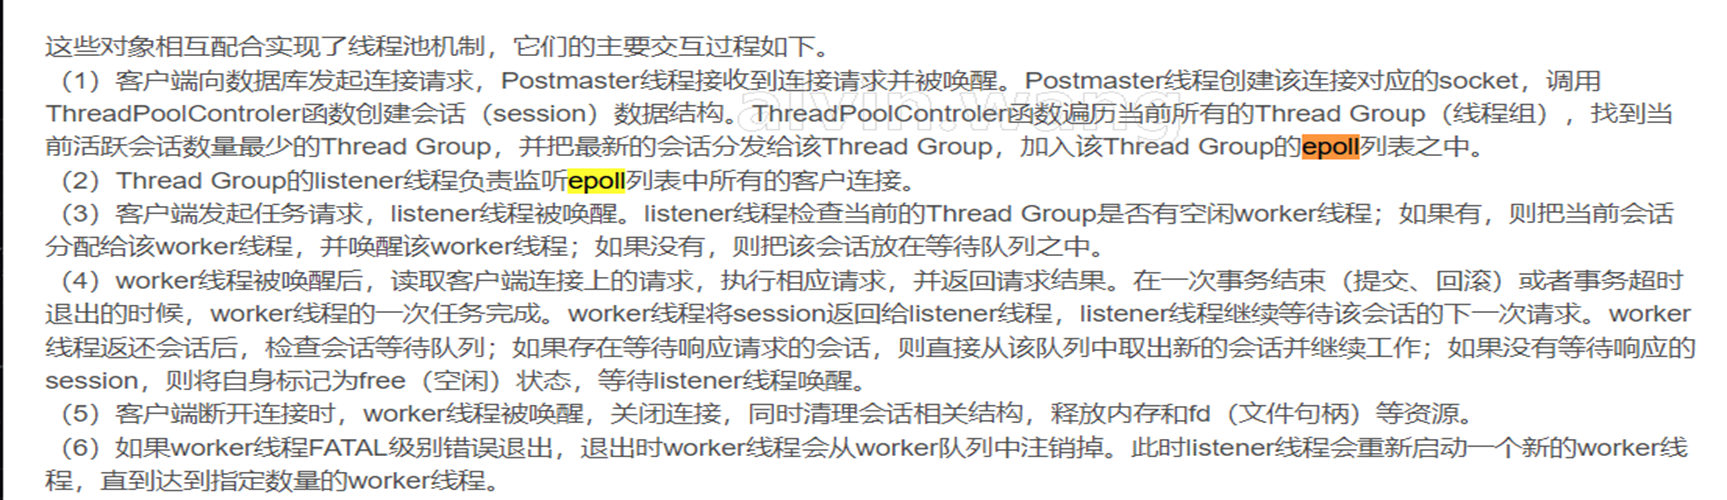 这些对象相互配合实现了线程池机制，它们的主要交互过程如下。
（1）客户端向数据库发起连接请求，Postmaster线程接收到连接请求并被唤醒。Postmaster线程创建该连接对应的socket，调用
ThreadPoolControler函数创建会话（session）数据结构。ThreadPoolControler函数遍历当前所有的Thread Group（线程组），找到当
前活跃会话数量最少的Thread Group，并把最新的会话分发给该Thread Group，加入该Thread Group的epoll列表之中。
（2）Thread Group的listener线程负责监听epoll列表中所有的客户连接。
（3）客户端发起任务请求，listener线程被唤醒。listener线程检查当前的Thread Group是否有空闲worker线程；如果有，则把当前会话
分配给该worker线程，并唤醒该worker线程；如果没有，则把该会话放在等待队列之中。
（4）worker线程被唤醒后，读取客户端连接上的请求，执行相应请求，并返回请求结果。在一次事务结束（提交、回滚）或者事务超时
退出的时候，worker线程的一次任务完成。worker线程将session返回给listener线程，listener线程继续等待该会话的下一次请求。worker
线程返还会话后，检查会话等待队列；如果存在等待响应请求的会话，则直接从该队列中取出新的会话并继续工作；如果没有等待响应的
session，则将自身标记为free（空闲）状态，等待listener线程唤醒。
（5）客户端断开连接时，worker线程被唤醒，关闭连接，同时清理会话相关结构，释放内存和fd（文件句柄）等资源。
（6）如果worker线程FATAL级别错误退出，退出时worker线程会从worker队列中注销掉。此时listener线程会重新启动一个新的worker线
程，直到达到指定数量的worker线程。
alvin.wang